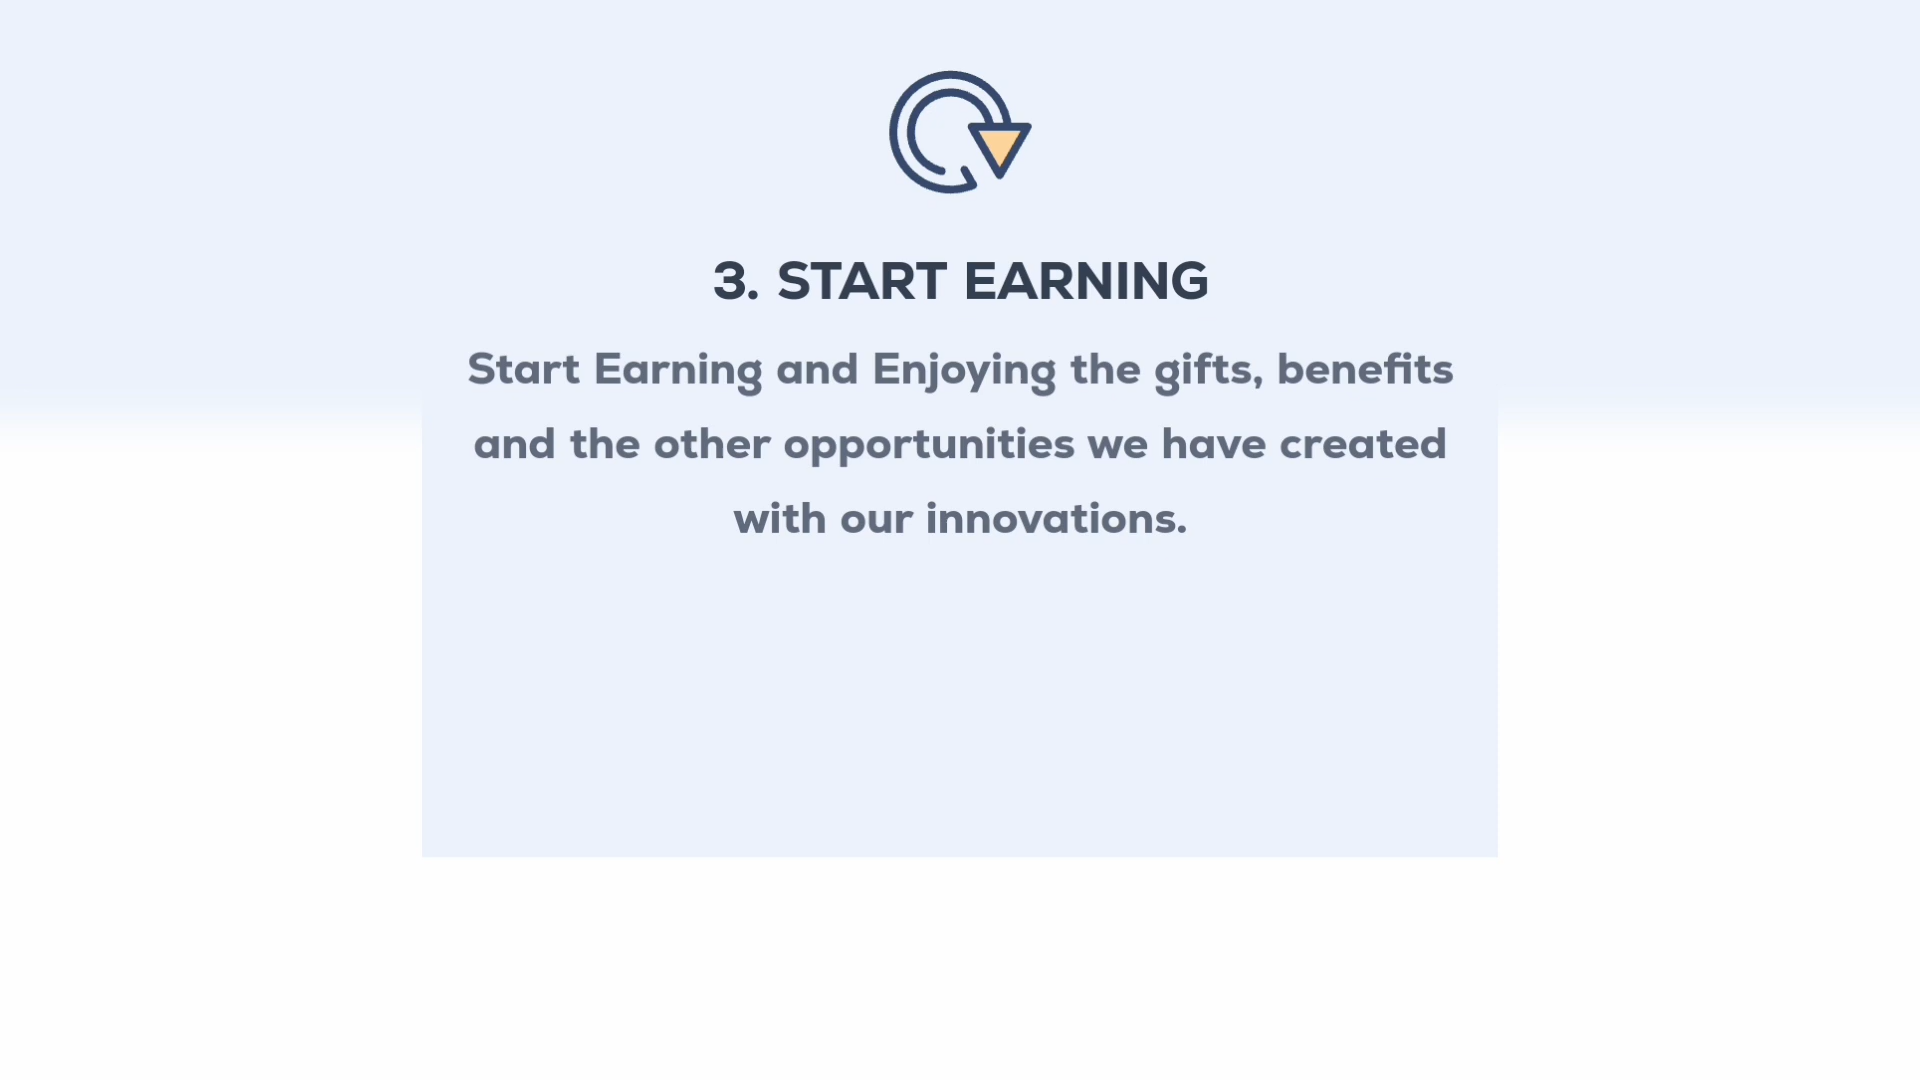 3. START EARNING
Start Earning and Enjoying the gifts, benefits
and the other opportunities we have created
with our innovations.